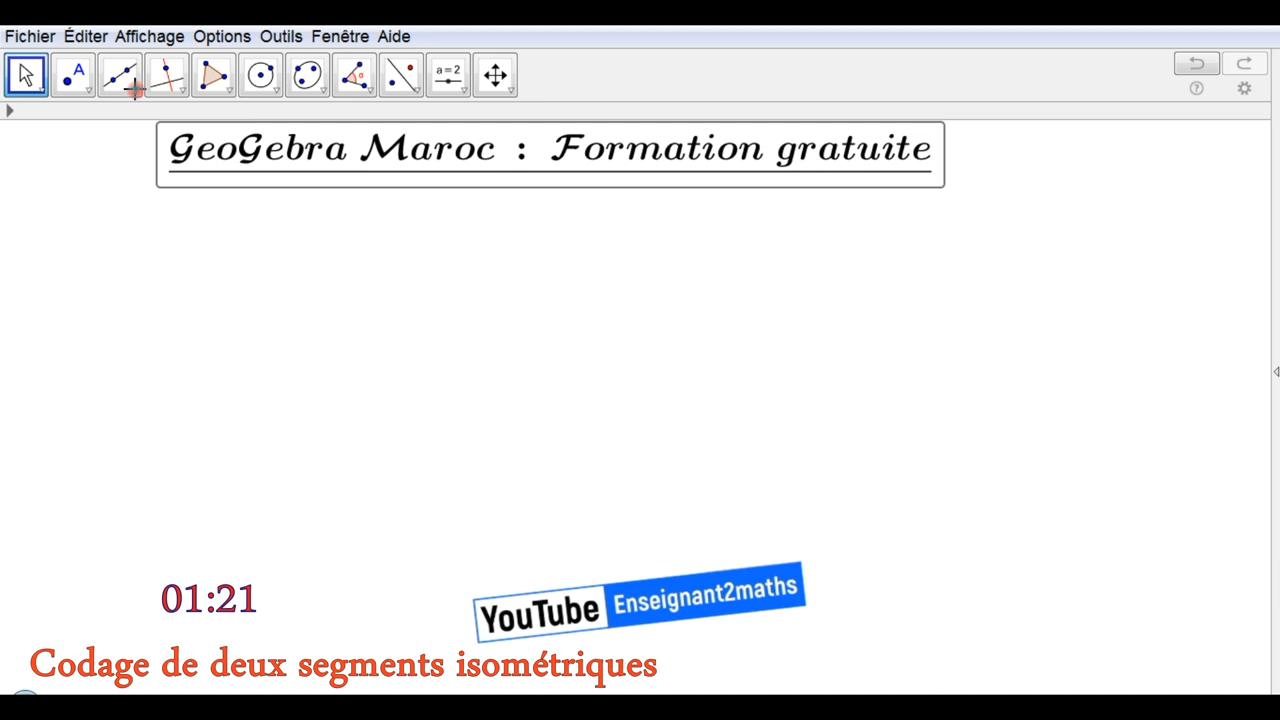 Fichier Éditer Affichage Options Outils Fenêtre Aide
A
α
a=2
GeoGebra Maroc : Formation gratuite
01:21
YouTube Enseignant2maths
Codage de deux segments isométriques